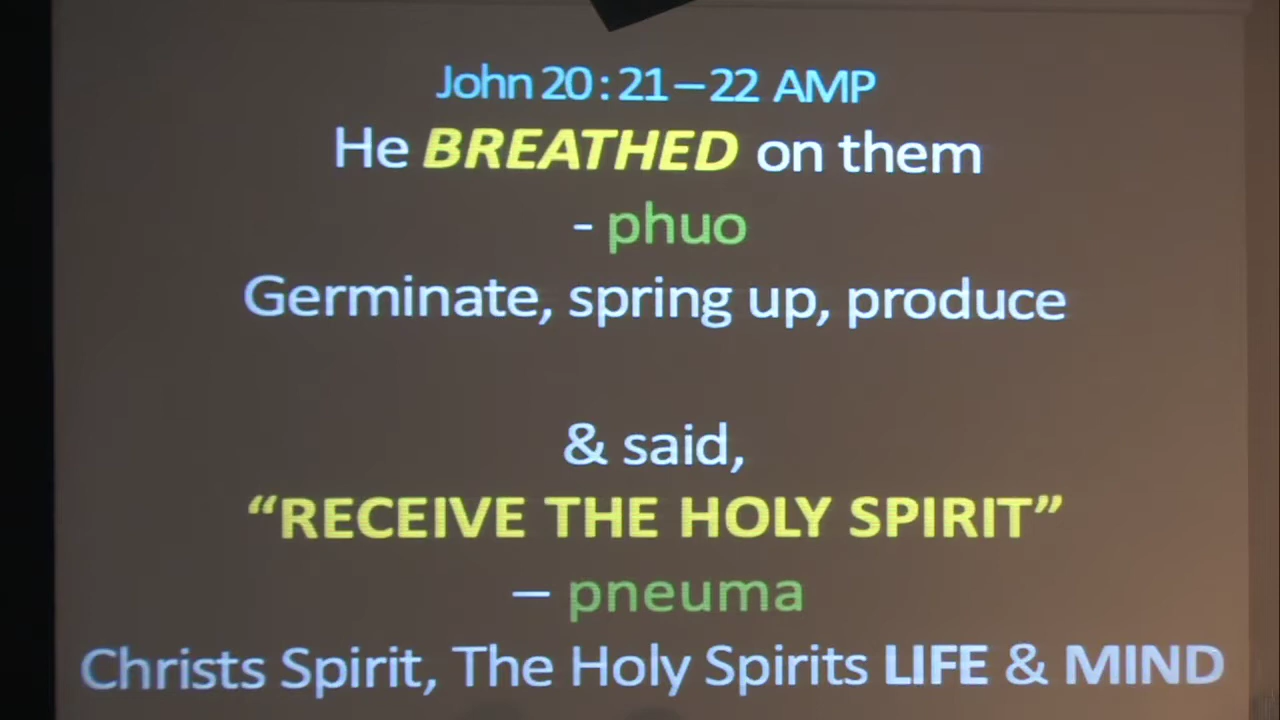 John 20 : 21 – 22 AMP
He BREATHED on them
- phuo
Germinate, spring up, produce
& said,
“RECEIVE THE HOLY SPIRIT”
– pneuma
Christs Spirit, The Holy Spirits LIFE & MIND